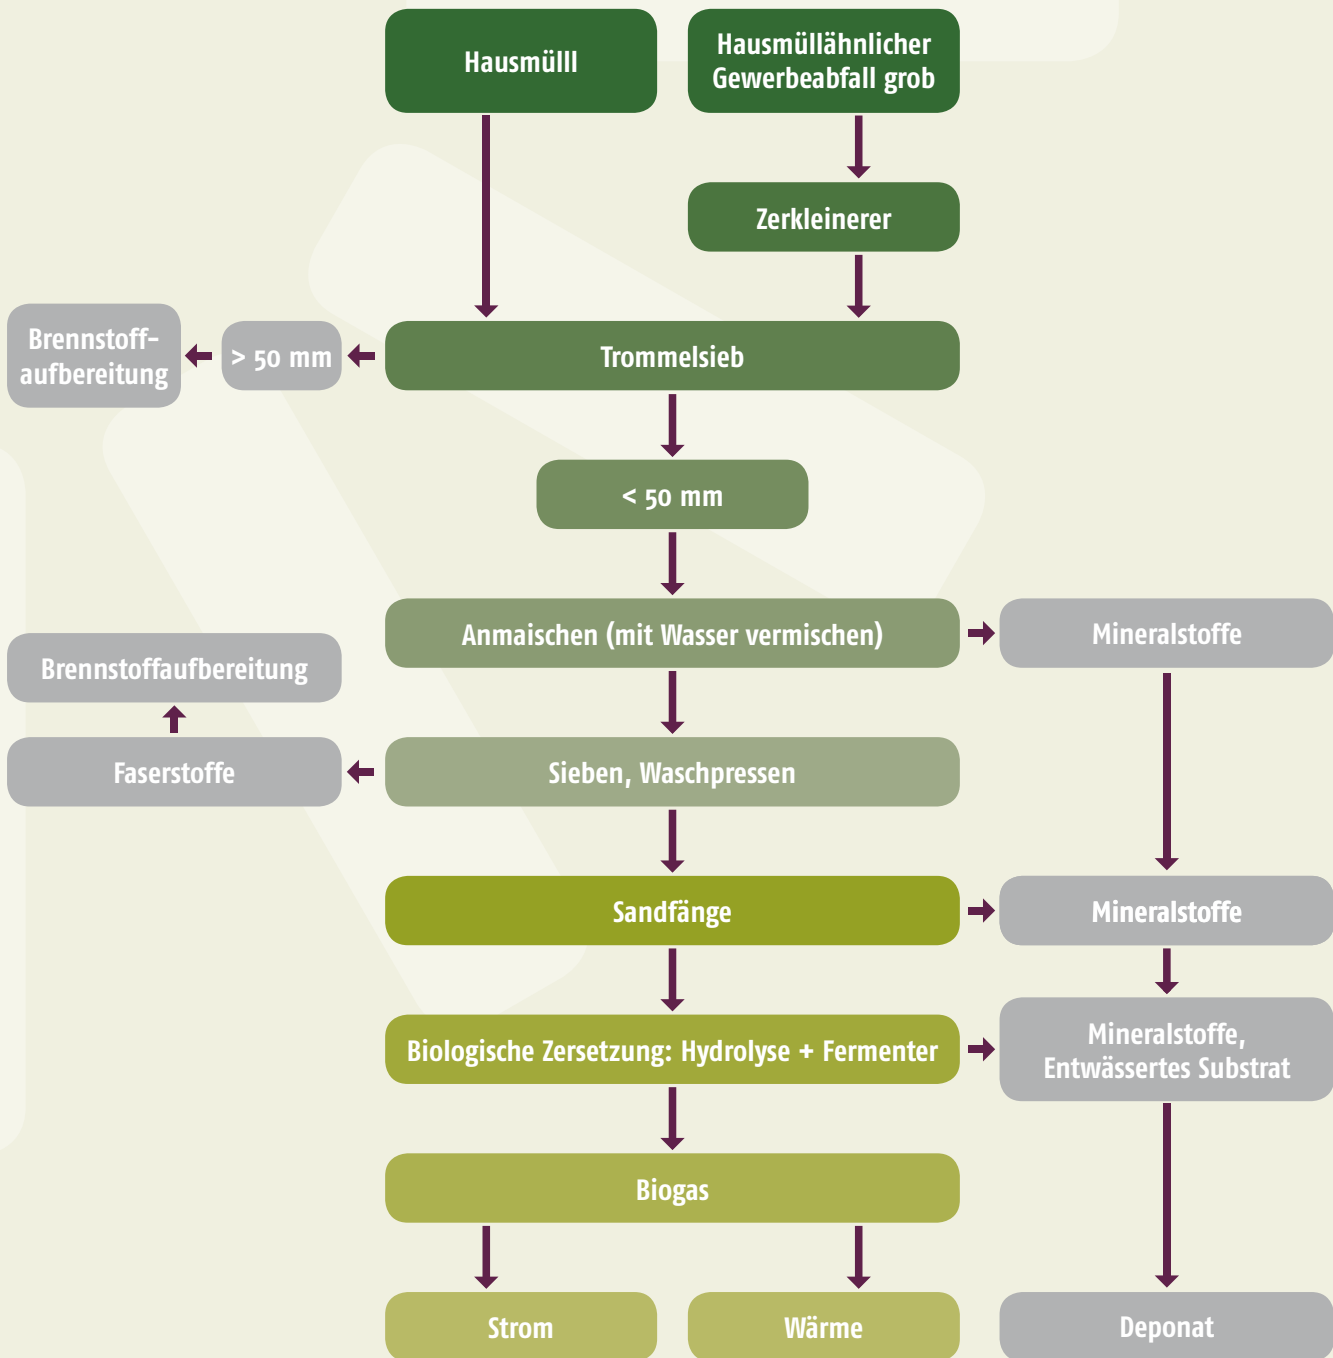 Hausmülll
Hausmüllähnlicher
Gewerbeabfall grob
Zerkleinerer
Brennstoff-
aufbereitung
> 50 mm
Trommelsieb
< 50 mm
Anmaischen (mit Wasser vermischen)
Mineralstoffe
Brennstoffaufbereitung
Faserstoffe
Sieben, Waschpressen
Sandfänge
Mineralstoffe
Biologische Zersetzung: Hydrolyse + Fermenter
Mineralstoffe,
Entwässertes Substrat
Biogas
Strom
Wärme
Deponat